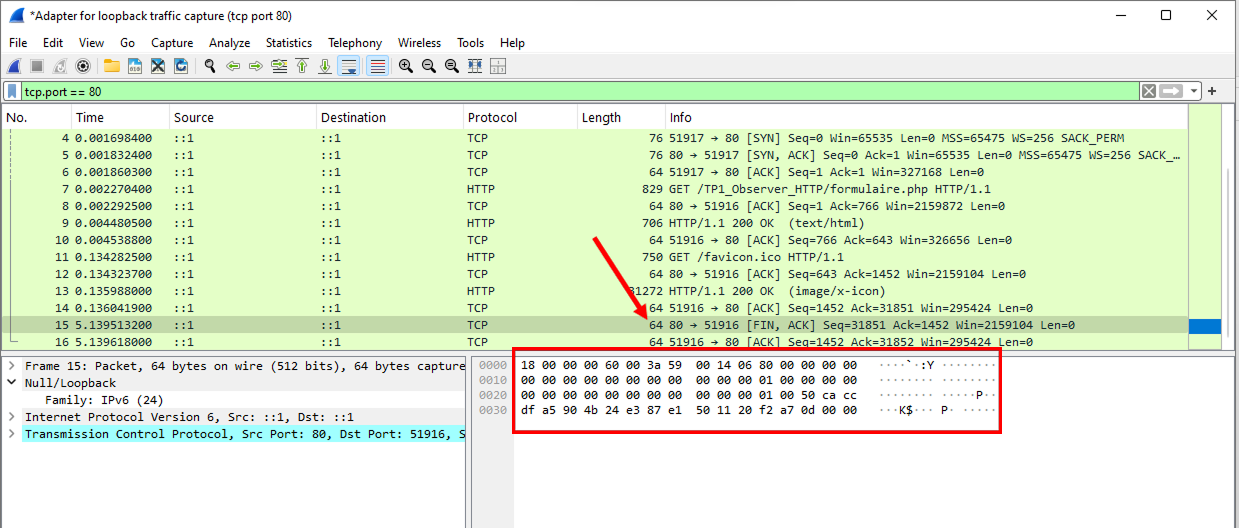 *Adapter for loopback traffic capture (tcp port 80)
File Edit View Go Capture Analyze Statistics Telephony Wireless Tools Help
tcp.port == 80
No. Time Source Destination Protocol Length Info
4 0.001698400 ::1 ::1 TCP 76 51917 → 80 [SYN] Seq=0 Win=65535 Len=0 MSS=65475 WS=256 SACK_PERM
5 0.001832400 ::1 ::1 TCP 76 80 → 51917 [SYN, ACK] Seq=0 Ack=1 Win=65535 Len=0 MSS=65475 WS=256 SACK_…
6 0.001860300 ::1 ::1 TCP 64 51917 → 80 [ACK] Seq=1 Ack=1 Win=327168 Len=0
7 0.002270400 ::1 ::1 HTTP 829 GET /TP1_Observer_HTTP/formulaire.php HTTP/1.1
8 0.002292500 ::1 ::1 TCP 64 80 → 51916 [ACK] Seq=1 Ack=766 Win=2159872 Len=0
9 0.004480500 ::1 ::1 HTTP 706 HTTP/1.1 200 OK (text/html)
10 0.004538800 ::1 ::1 TCP 64 51916 → 80 [ACK] Seq=766 Ack=643 Win=326656 Len=0
11 0.134282500 ::1 ::1 HTTP 750 GET /favicon.ico HTTP/1.1
12 0.134323700 ::1 ::1 TCP 64 80 → 51916 [ACK] Seq=643 Ack=1452 Win=2159104 Len=0
13 0.135988000 ::1 ::1 HTTP 31272 HTTP/1.1 200 OK (image/x-icon)
14 0.136041900 ::1 ::1 TCP 64 51916 → 80 [ACK] Seq=1452 Ack=31851 Win=295424 Len=0
15 5.139513200 ::1 ::1 TCP 64 80 → 51916 [FIN, ACK] Seq=31851 Ack=1452 Win=2159104 Len=0
16 5.139618000 ::1 ::1 TCP 64 51916 → 80 [ACK] Seq=1452 Ack=31852 Win=295424 Len=0
Frame 15: Packet, 64 bytes on wire (512 bits), 64 bytes capture
Null/Loopback
Family: IPv6 (24)
Internet Protocol Version 6, Src: ::1, Dst: ::1
Transmission Control Protocol, Src Port: 80, Dst Port: 51916, S
0000 18 00 00 00 60 00 3a 59 00 14 06 80 00 00 00 00 ····`·:Y ········
0010 00 00 00 00 00 00 00 00 00 00 01 00 00 00 00 00 ········ ········
0020 00 00 00 00 00 00 00 00 00 00 01 00 50 ca cc ········ ·····P··
0030 df a5 90 4b 24 e3 87 e1 50 11 20 f2 a7 0d 00 00 ···K$··· P· ·····